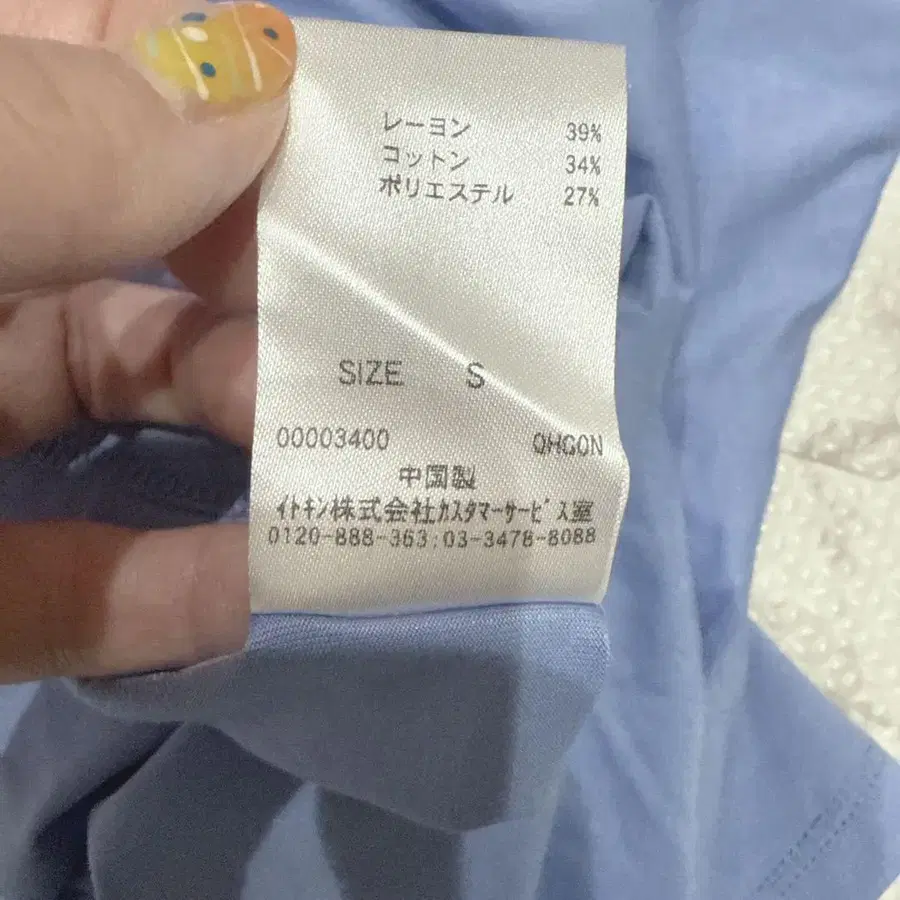 レーヨン 39%
コットン 34%
ポリエステル 27%
SIZE S
00003400 QHGON
中国製
イトキン株式会社カスタマーサービス室
0120-888-363:03-3478-8088